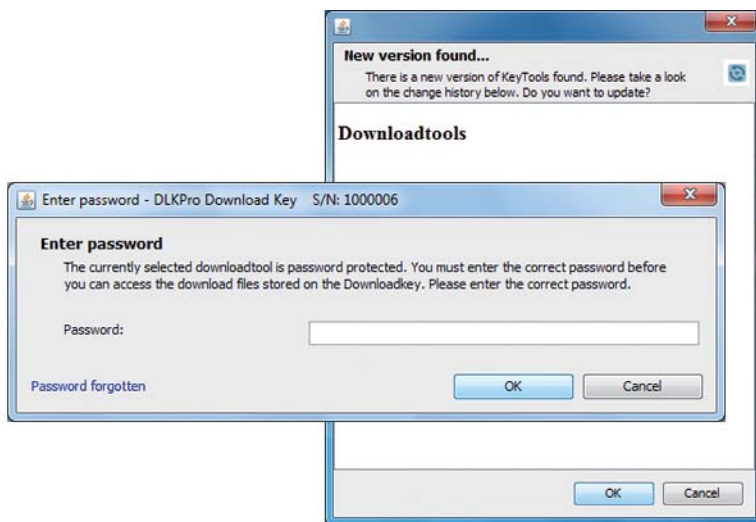 New version found...
There is a new version of KeyTools found. Please take a look
on the change history below. Do you want to update?
Downloadtools
Enter password - DLKPro Download Key S/N: 1000006
Enter password
The currently selected downloadtool is password protected. You must enter the correct password before
you can access the download files stored on the Downloadkey. Please enter the correct password.
Password:
Password forgotten
OK
Cancel
OK
Cancel